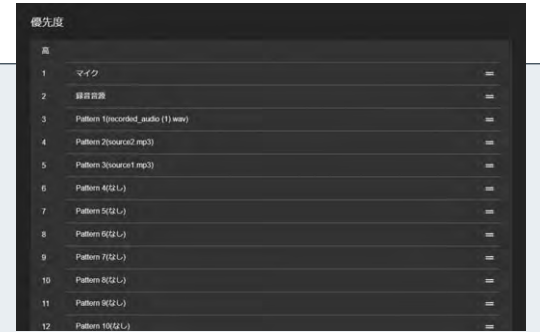 優先度
高
1 マイク
2 録音音源
3 Pattern 1(recorded_audio (1).wav)
4 Pattern 2(source2.mp3)
5 Pattern 3(source1.mp3)
6 Pattern 4(なし)
7 Pattern 5(なし)
8 Pattern 6(なし)
9 Pattern 7(なし)
10 Pattern 8(なし)
11 Pattern 9(なし)
12 Pattern 10(なし)